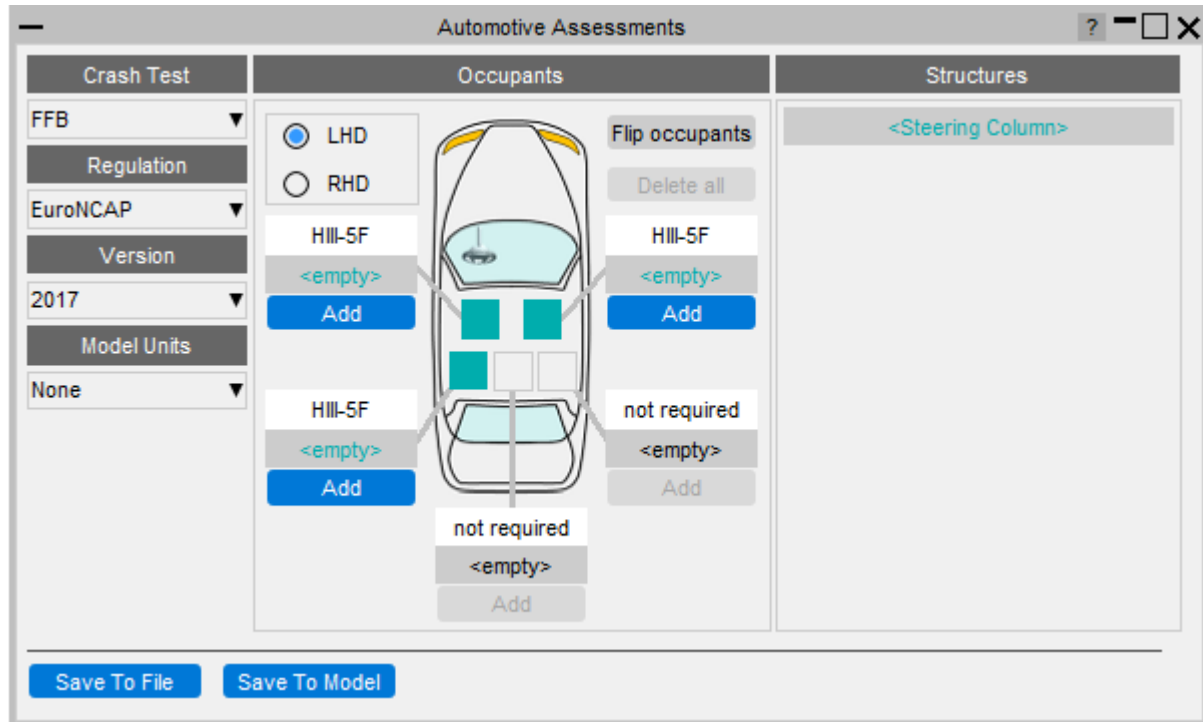 Automotive Assessments
?
Crash Test
FFB
Regulation
EuroNCAP
Version
2017
Model Units
None
Occupants
LHD
RHD
Flip occupants
Delete all
HIII-5F
<empty>
Add
HIII-5F
<empty>
Add
HIII-5F
<empty>
Add
not required
<empty>
Add
not required
<empty>
Add
Structures
<Steering Column>
Save To File
Save To Model